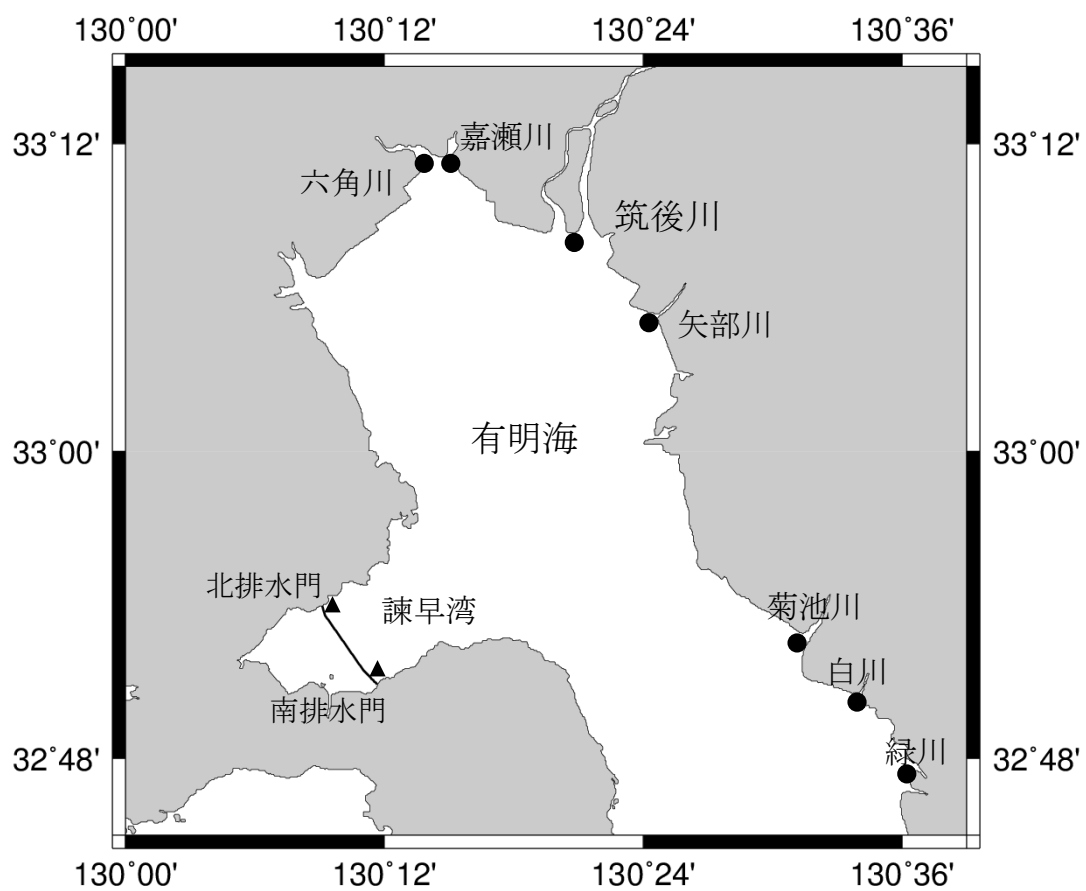 130°00' 130°12' 130°24' 130°36'
33°12' 33°12'
嘉瀬川
六角川
筑後川
矢部川
有明海
33°00' 33°00'
北排水門
諫早湾
菊池川
白川
南排水門
緑川
32°48' 32°48'
130°00' 130°12' 130°24' 130°36'